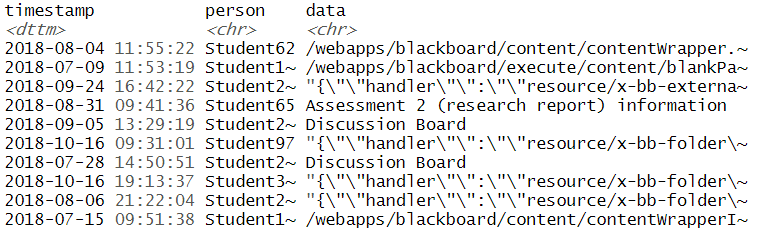 timestamp person data
<dttm> <chr> <chr>
2018-08-04 11:55:22 Student62 /webapps/blackboard/content/contentWrapper.~
2018-07-09 11:53:19 Student1~ /webapps/blackboard/execute/content/blankPa~
2018-09-24 16:42:22 Student2~ "{\"\"handler\"\":\"\"resource/x-bb-externa~
2018-08-31 09:41:36 Student65 Assessment 2 (research report) information
2018-09-05 13:29:19 Student2~ Discussion Board
2018-10-16 09:31:01 Student97 "{\"\"handler\"\":\"\"resource/x-bb-folder\~
2018-07-28 14:50:51 Student2~ Discussion Board
2018-10-16 19:13:37 Student3~ "{\"\"handler\"\":\"\"resource/x-bb-folder\~
2018-08-06 21:22:04 Student2~ "{\"\"handler\"\":\"\"resource/x-bb-folder\~
2018-07-15 09:51:38 Student1~ /webapps/blackboard/content/contentWrapperI~